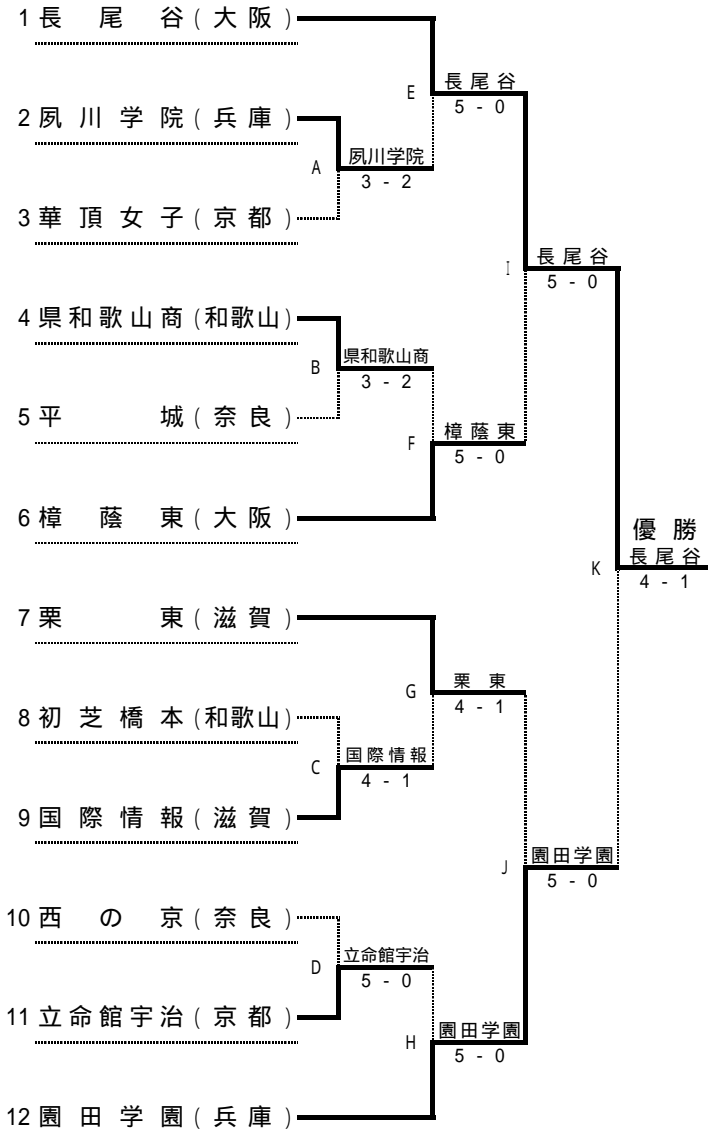 1 長尾谷(大阪)
長尾谷
E
5 - 0
2 夙川学院(兵庫)
夙川学院
A
3 - 2
3 華頂女子(京都)
長尾谷
I
5 - 0
4 県和歌山商(和歌山)
県和歌山商
B
3 - 2
5 平城(奈良)
樟蔭東
F
5 - 0
6 樟蔭東(大阪)
優勝
長尾谷
K
4 - 1
7 栗東(滋賀)
栗東
G
4 - 1
8 初芝橋本(和歌山)
国際情報
C
4 - 1
9 国際情報(滋賀)
園田学園
J
5 - 0
10 西の京(奈良)
立命館宇治
D
5 - 0
11 立命館宇治(京都)
園田学園
H
5 - 0
12 園田学園(兵庫)